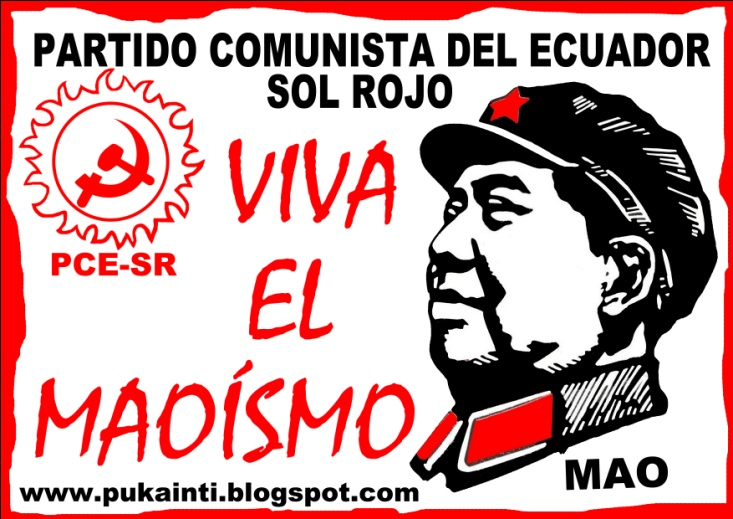 PARTIDO COMUNISTA DEL ECUADOR
SOL ROJO
PCE-SR
VIVA
EL
MAOÍSMO
MAO
www.pukainti.blogspot.com